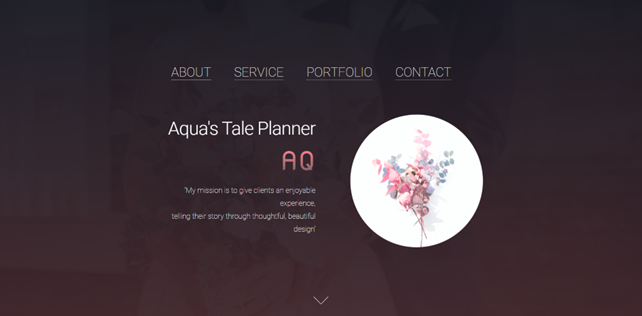 ABOUT SERVICE PORTFOLIO CONTACT
Aqua's Tale Planner
AQ
"My mission is to give clients an enjoyable
experience,
telling their story through thoughtful, beautiful
design"